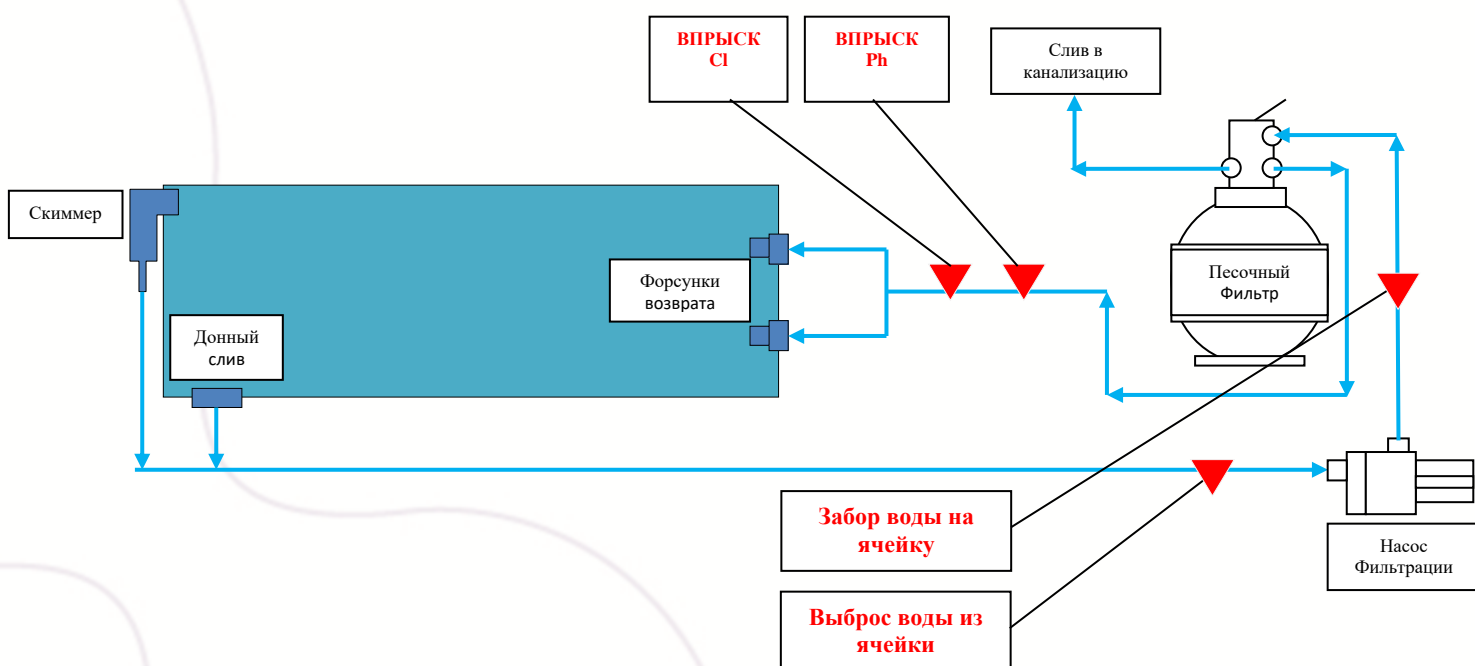 ВПРЫСК
Cl
ВПРЫСК
Ph
Слив в
канализацию
Скиммер
Форсунки
возврата
Песочный
Фильтр
Донный
слив
Забор воды на
ячейку
Насос
Фильтрации
Выброс воды из
ячейки